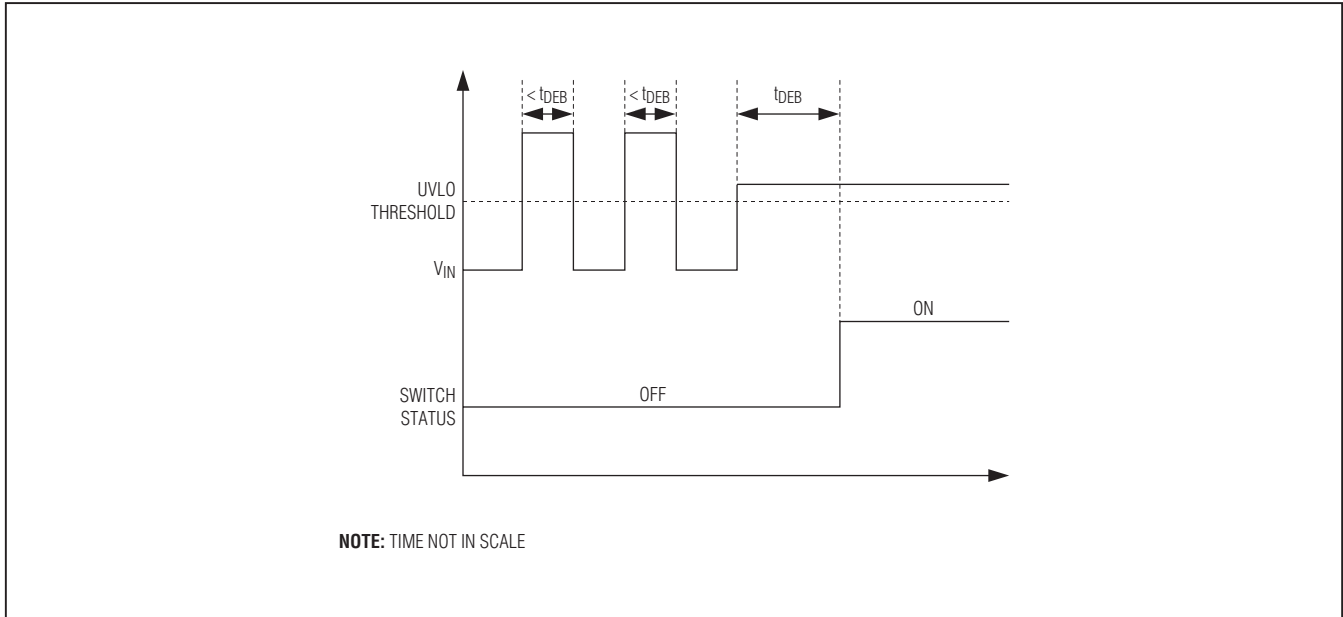 < tDEB
< tDEB
tDEB
UVLO
THRESHOLD
VIN
ON
SWITCH
STATUS
OFF
NOTE: TIME NOT IN SCALE